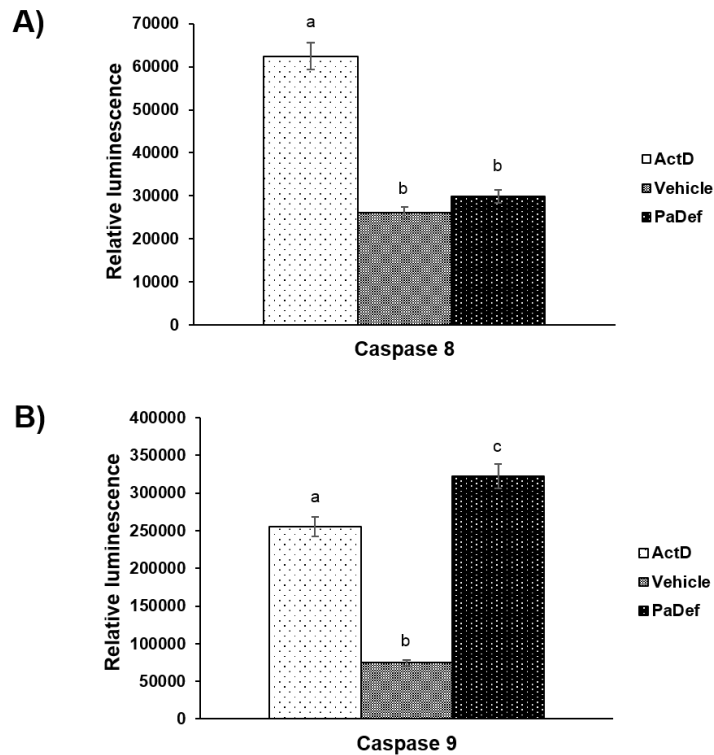 A)
Relative luminescence
70000
60000
50000
40000
30000
20000
10000
0
a
b
b
Caspase 8
ActD
Vehicle
PaDef
B)
Relative luminescence
400000
350000
300000
250000
200000
150000
100000
50000
0
a
b
c
Caspase 9
ActD
Vehicle
PaDef